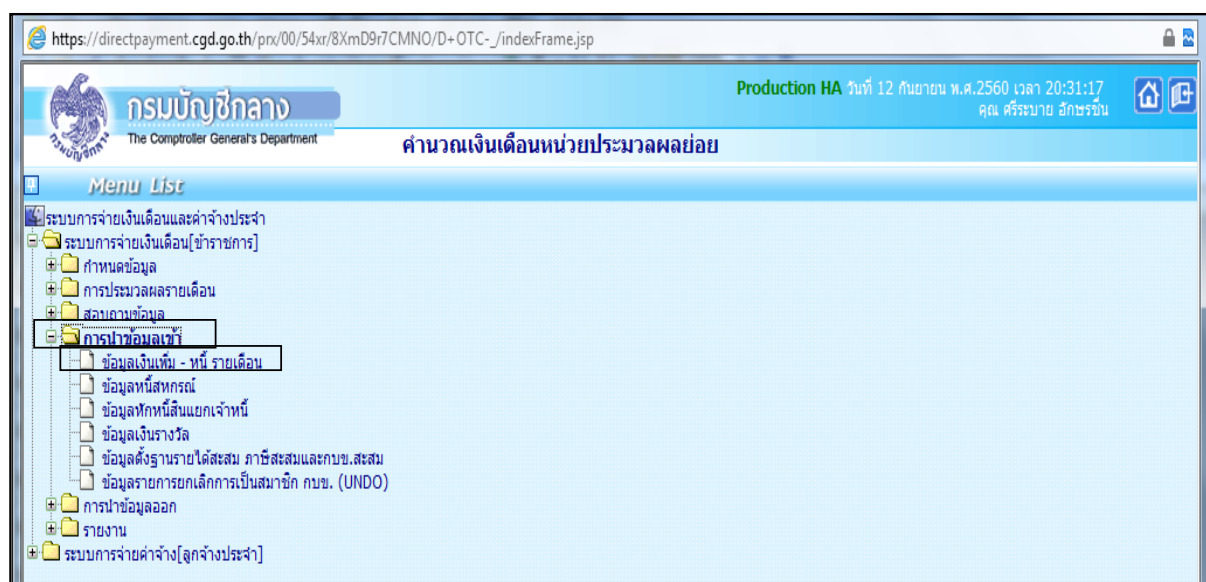 https://directpayment.cgd.go.th/prx/00/54xr/8XmD9r7CMNO/D+OTC-_/indexFrame.jsp
Production HA วันที่ 12 กันยายน พ.ศ.2560 เวลา 20:31:17
คุณ ศรีระบาย อักษรชื่น
กรมบัญชีกลาง
The Comptroller General's Department
กรมบัญชีกลาง
คำนวณเงินเดือนหน่วยประมวลผลย่อย
Menu List
ระบบการจ่ายเงินเดือนและค่าจ้างประจำ
ระบบการจ่ายเงินเดือน[ข้าราชการ]
กำหนดข้อมูล
การประมวลผลรายเดือน
สอบถามข้อมูล
การนำข้อมูลเข้า
ข้อมูลเงินเพิ่ม - หนี้ รายเดือน
ข้อมูลหนี้สหกรณ์
ข้อมูลหักหนี้สินแยกเจ้าหนี้
ข้อมูลเงินรางวัล
ข้อมูลตั้งฐานรายได้สะสม ภาษีสะสมและกบข.สะสม
ข้อมูลรายการยกเลิกการเป็นสมาชิก กบข. (UNDO)
การนำข้อมูลออก
รายงาน
ระบบการจ่ายค่าจ้าง[ลูกจ้างประจำ]